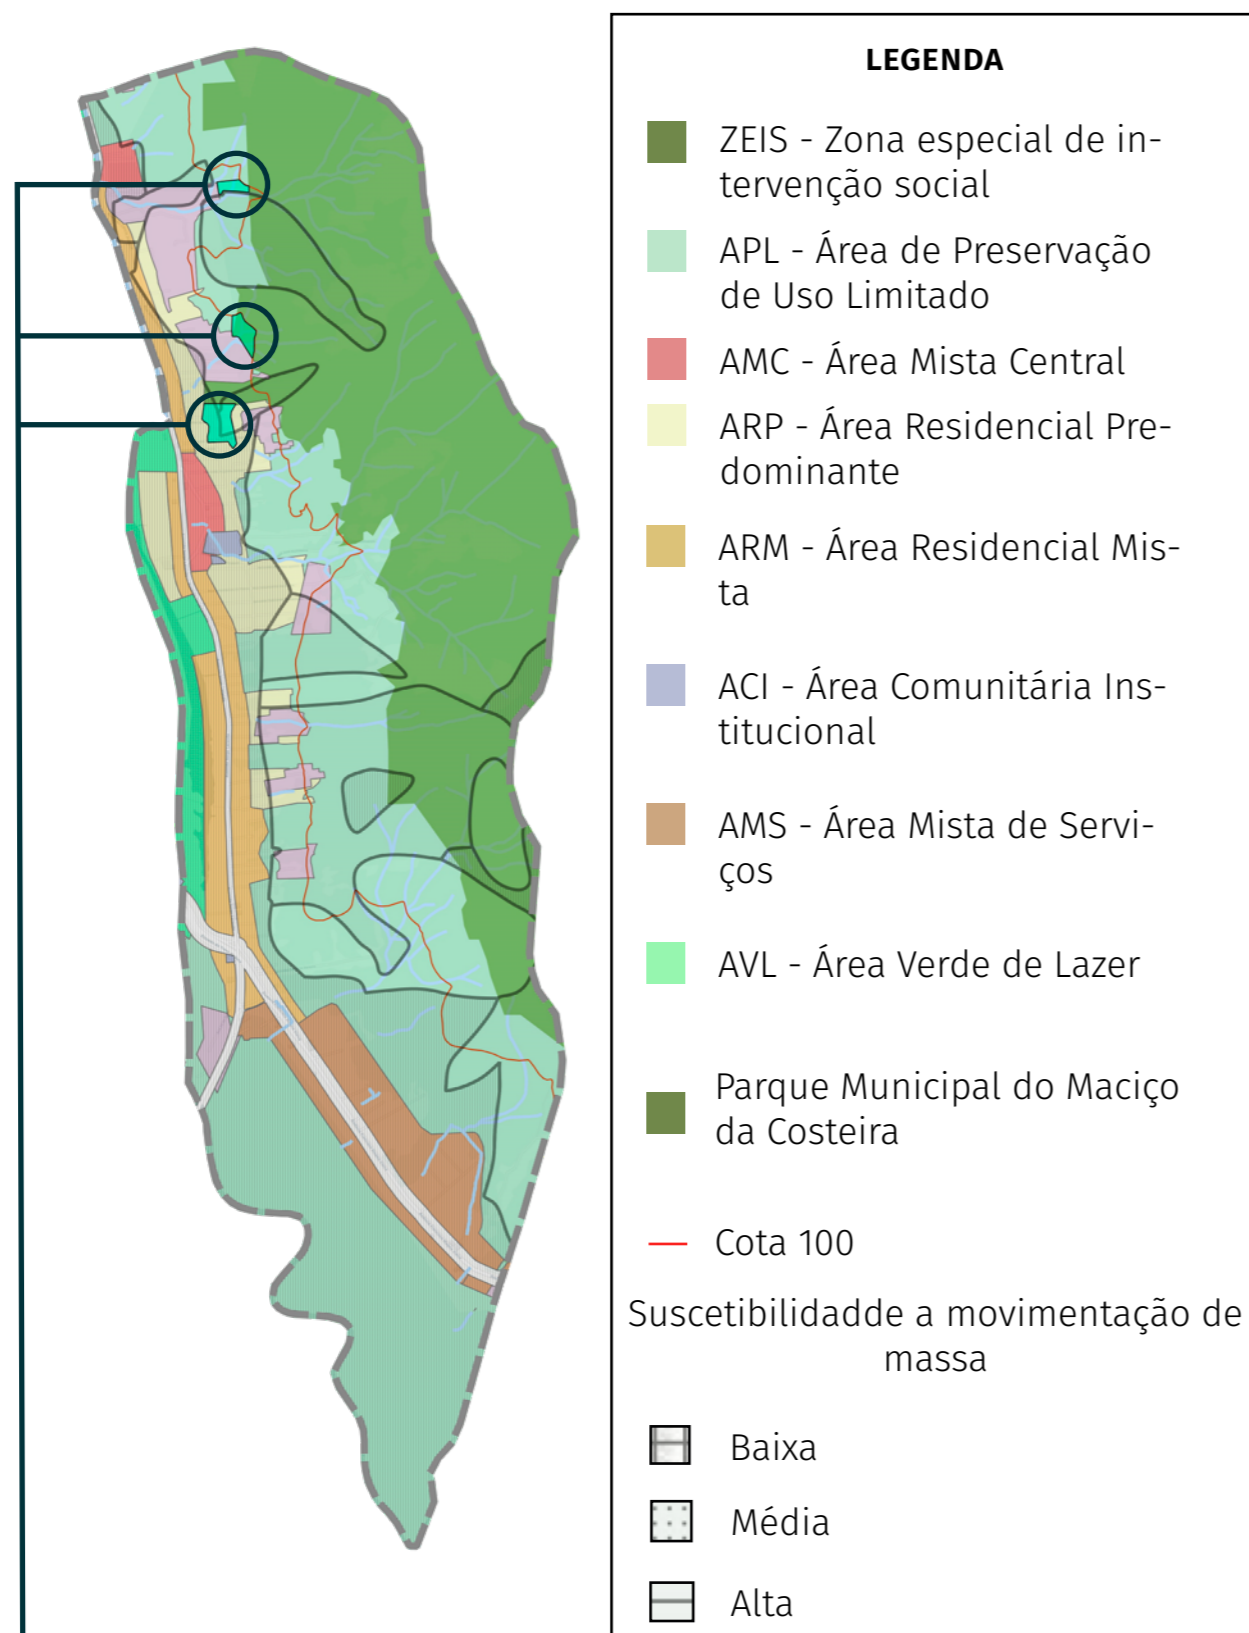 LEGENDA
ZEIS - Zona especial de in-
tervenção social
APL - Área de Preservação
de Uso Limitado
AMC - Área Mista Central
ARP - Área Residencial Pre-
dominante
ARM - Área Residencial Mis-
ta
ACI - Área Comunitária Ins-
titucional
AMS - Área Mista de Servi-
ços
AVL - Área Verde de Lazer
Parque Municipal do Maciço
da Costeira
Cota 100
Suscetibilidadde a movimentação de
massa
Baixa
Média
Alta